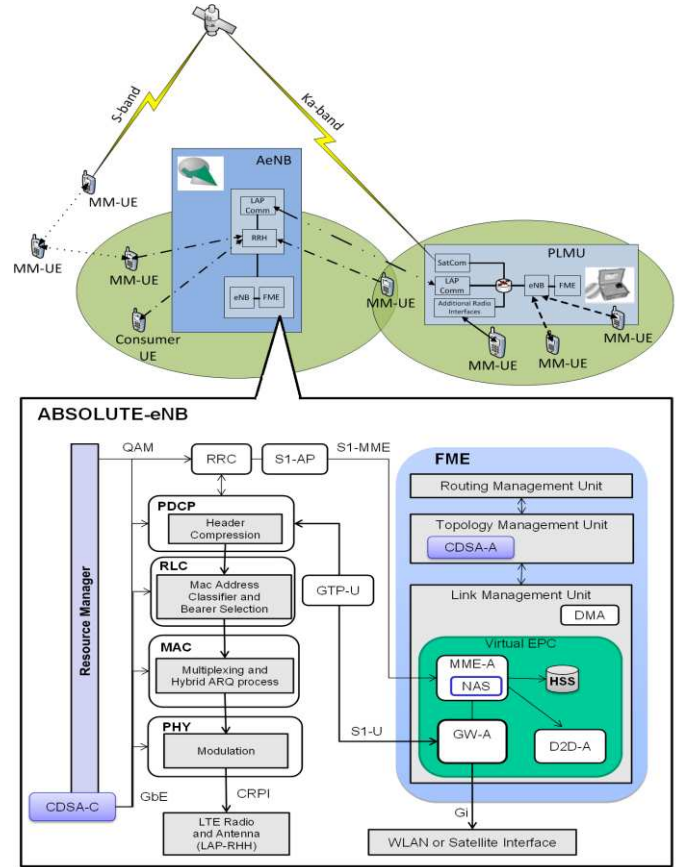 S-band
Ka-band
AeNB
LAP
Comm
RRH
eNB
FME
MM-UE
MM-UE
MM-UE
Consumer
UE
MM-UE
PLMU
SatCom
LAP
Comm
Additional Radio
Interfaces
eNB
FME
MM-UE
MM-UE
MM-UE
ABSOLUTE-eNB
QAM
RRC
S1-AP
S1-MME
FME
Routing Management Unit
Topology Management Unit
CDSA-A
Link Management Unit
DMA
Virtual EPC
MME-A
NAS
HSS
GW-A
D2D-A
PDCP
Header
Compression
RLC
Mac Address
Classifier and
Bearer Selection
GTP-U
MAC
Multiplexing and
Hybrid ARQ process
PHY
Modulation
S1-U
Resource Manager
CDSA-C
GbE
CRPI
Gi
LTE Radio
and Antenna
(LAP-RHH)
WLAN or Satellite Interface